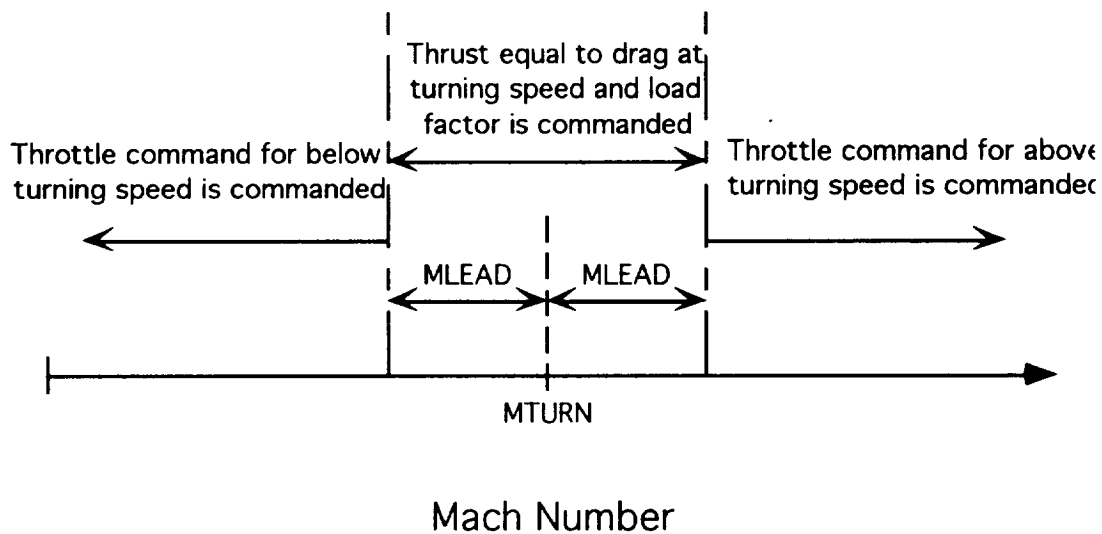 Thrust equal to drag at
turning speed and load
factor is commanded
Throttle command for below
turning speed is commanded
Throttle command for above
turning speed is commanded
MLEAD
MLEAD
MTURN
Mach Number